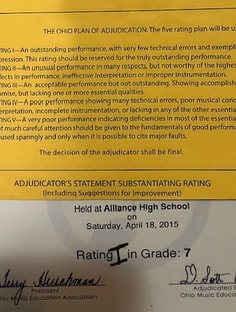 THE OHIO PLAN OF ADJUDICATION. The five rating plan will be u
TING I—An outstanding performance, with very few technical errors and exempli
pression. This rating should be reserved for the truly outstanding performance.
TING II—An unusual performance in many respects, but not worthy of the highes
fects in performance, ineffective interpretation or improper instrumentation.
TING III—An acceptable performance but not outstanding. Showing accomplish
omise, but lacking one or more essential qualities.
TING IV—A poor performance showing many technical errors, poor musical conc
rpretation, incomplete instrumentation, or lacking in any of the other essentia
TING V—A very poor performance indicating deficiencies in most of the essentia
t much careful attention should be given to the fundamentals of good performa
used sparingly and only when it is possible to cite major faults.
The decision of the adjudicator shall be final.
ADJUDICATOR'S STATEMENT SUBSTANTIATING RATING
(Including Suggestions for Improvement)
Held at Alliance High School
on
Saturday, April 18, 2015
Rating I in Grade: 7
President
Adjudicated E
hio Music Education Association
Ohio Music Educa